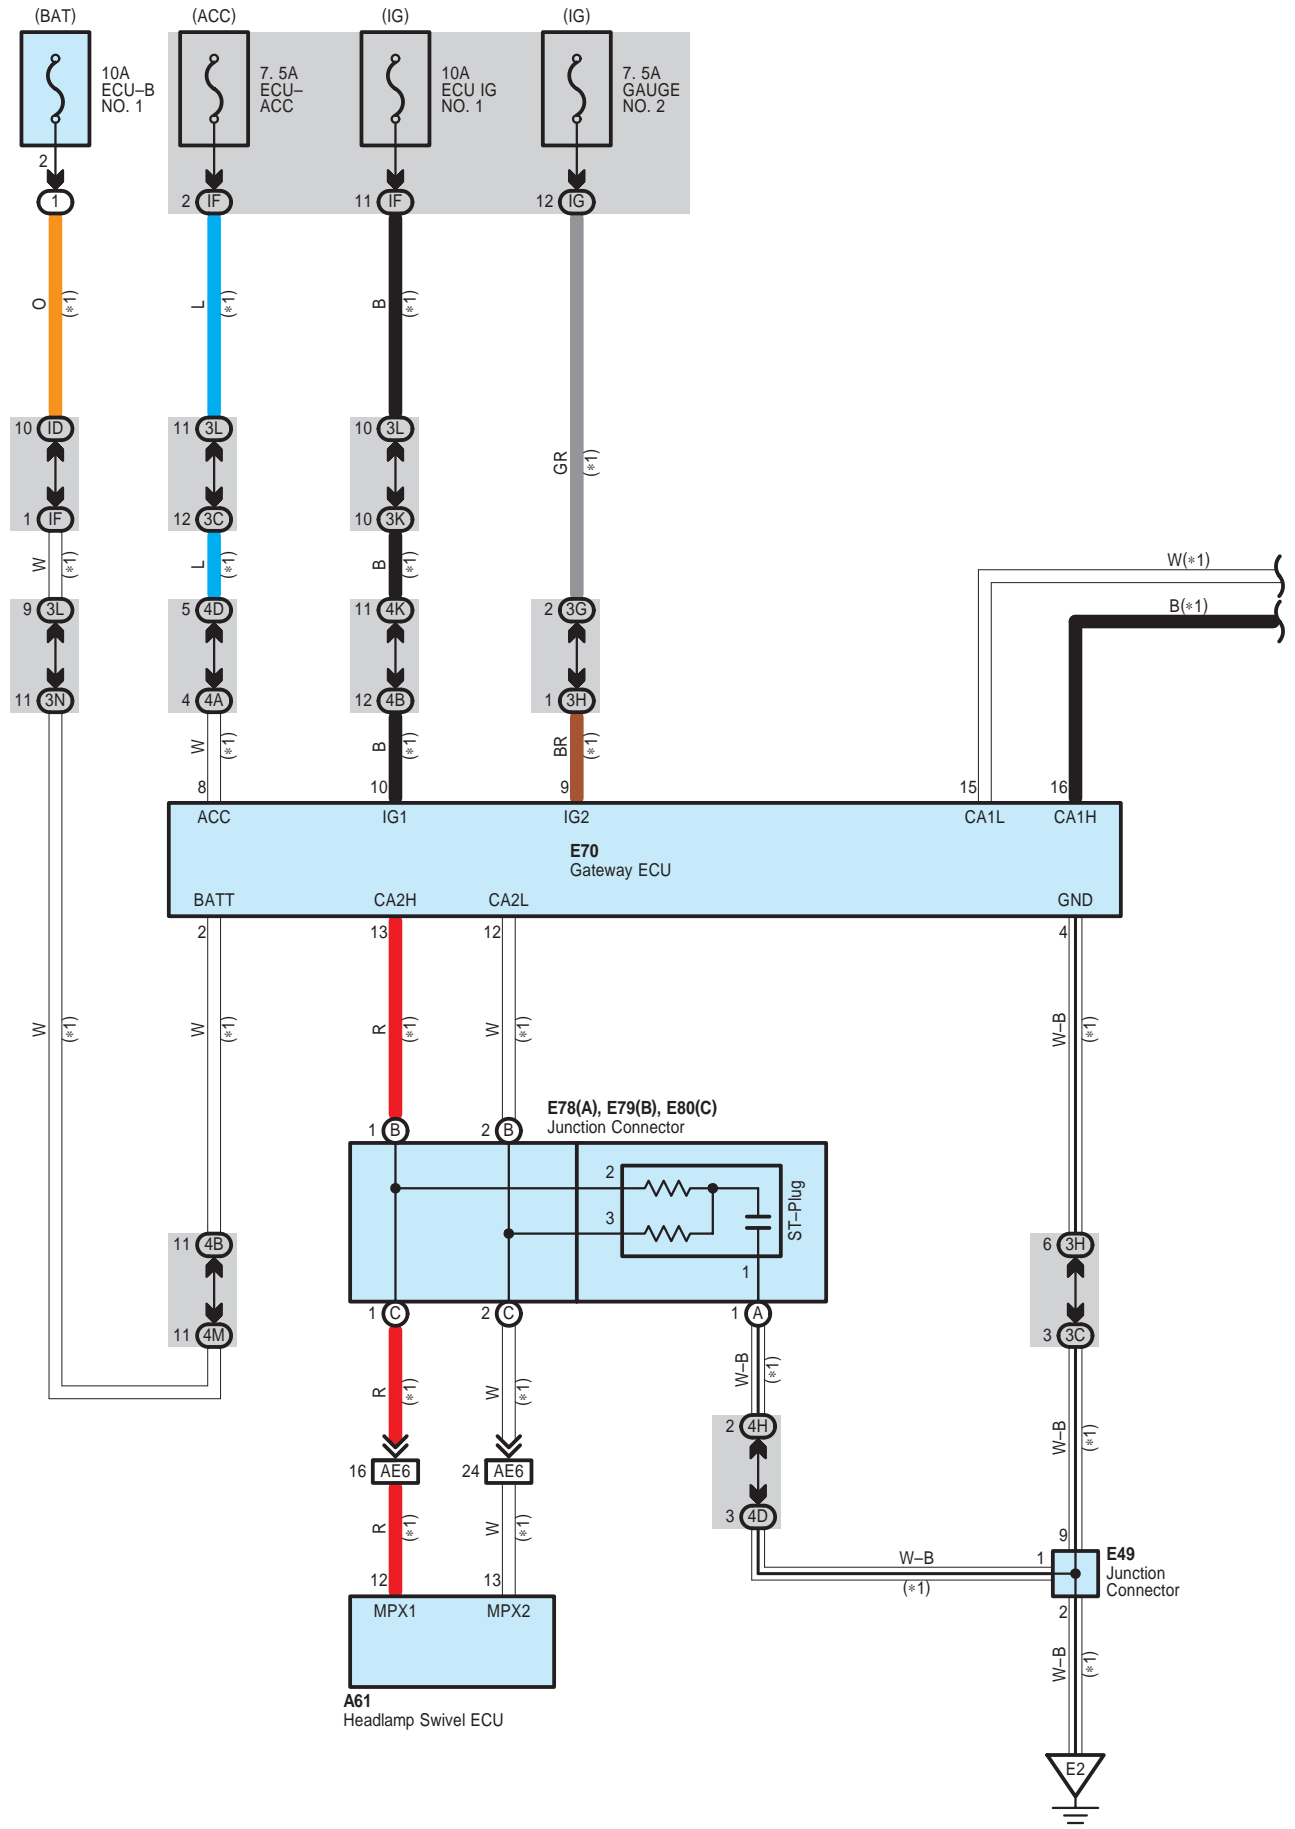 (BAT) (ACC) (IG) (IG)
10A
ECU–B
NO. 1
7. 5A
ECU–
ACC
10A
ECU IG
NO. 1
7. 5A
GAUGE
NO. 2
2
1
2 IF
11 IF
12 IG
O (*1)
L (*1)
B (*1)
GR (*1)
10 ID
11 3L
10 3L
1 IF
12 3C
10 3K
W (*1)
L (*1)
B (*1)
W(*1)
B(*1)
9 3L
5 4D
11 4K
2 3G
11 3N
4 4A
12 4B
1 3H
W (*1)
B (*1)
BR (*1)
8 10 9 15 16
ACC IG1 IG2 CA1L CA1H
E70
Gateway ECU
BATT CA2H CA2L GND
2 13 12 4
W (*1)
W (*1)
R (*1)
W (*1)
W–B (*1)
E78(A), E79(B), E80(C)
Junction Connector
1 B
2 B
2
3
ST–Plug
1
11 4B
6 3H
1 C
2 C
1 A
11 4M
3 3C
R (*1)
W (*1)
W–B (*1)
2 4H
W–B (*1)
16 AE6
24 AE6
3 4D
R (*1)
W (*1)
9
W–B
(*1)
1
E49
Junction
Connector
12 13
MPX1 MPX2
2
W–B (*1)
A61
Headlamp Swivel ECU
E2